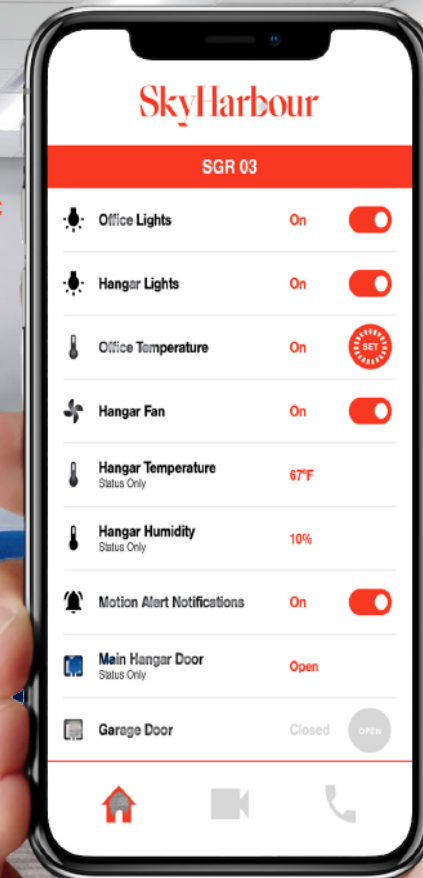 SkyHarbour
SGR 03
Office Lights On
Hangar Lights On
Office Temperature On SET
Hangar Fan On
Hangar Temperature
Status Only
67°F
Hangar Humidity
Status Only
10%
Motion Alert Notifications On
Main Hangar Door
Status Only
Open
Garage Door Closed OPEN